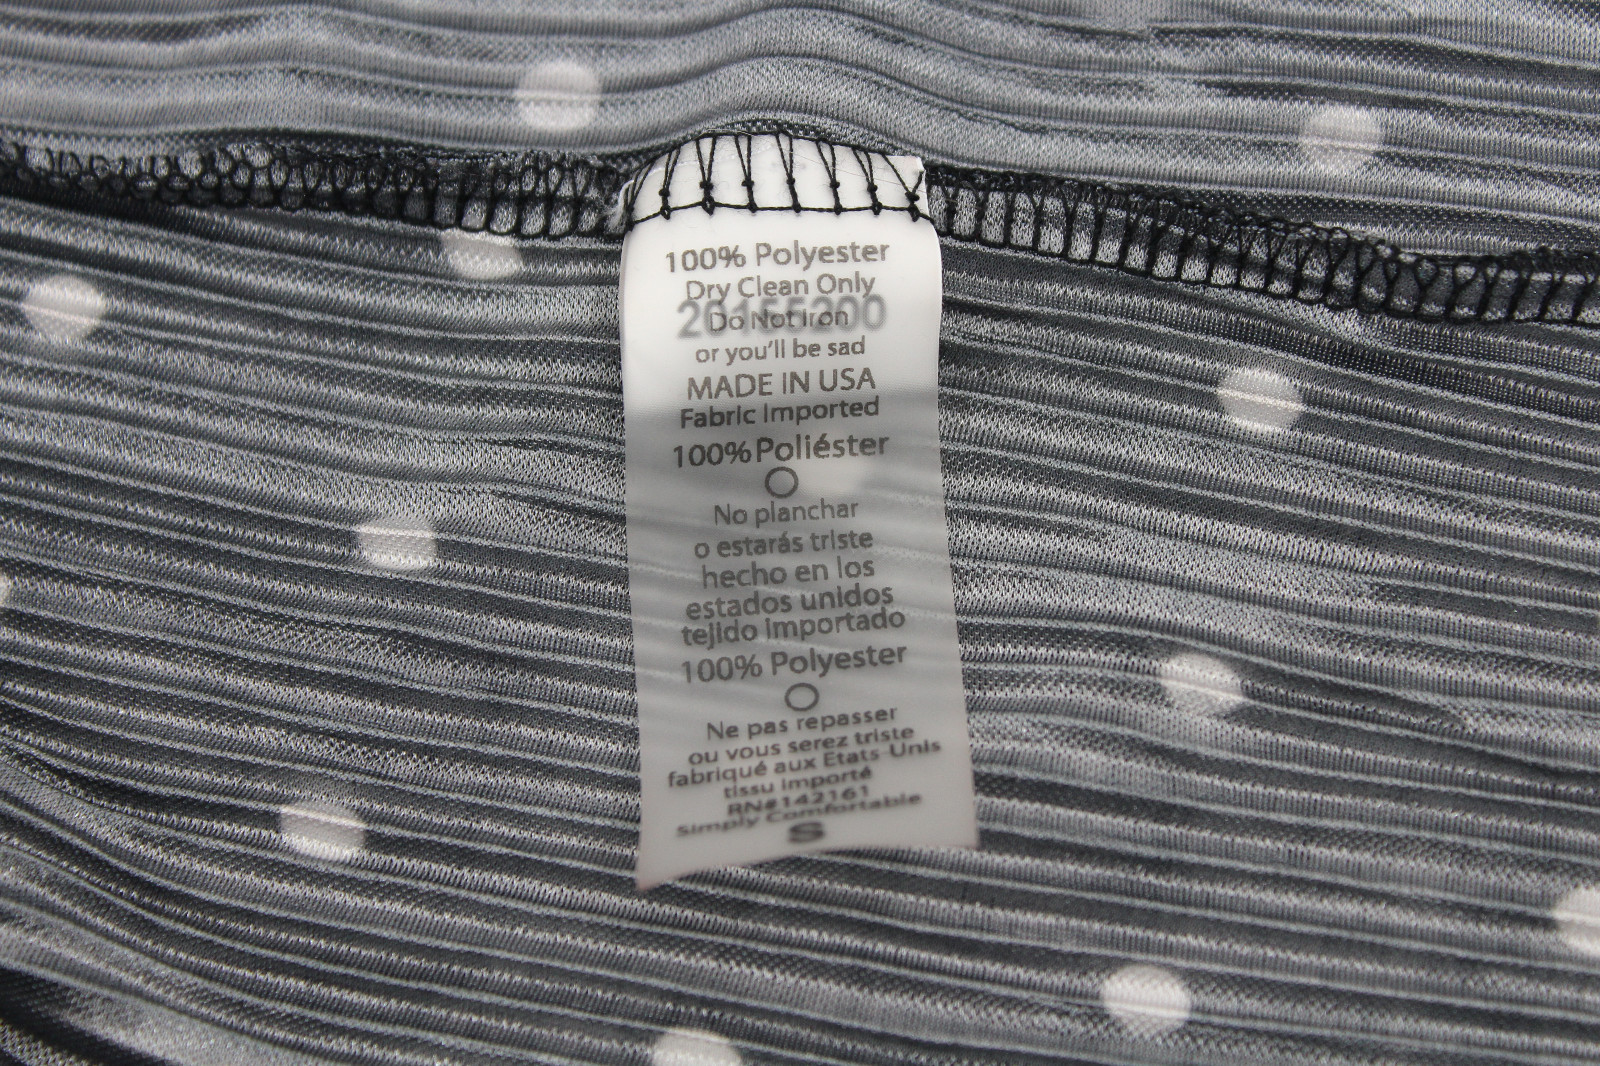 100% Polyester
Dry Clean Only
26155200
Do Not Iron
or you'll be sad
MADE IN USA
Fabric Imported
100% Poliéster
No planchar
o estarás triste
hecho en los
estados unidos
tejido importado
100% Polyester
Ne pas repasser
ou vous serez triste
fabriqué aux Etats-Unis
tissu importé
RN#142161
Simply Comfortable
S